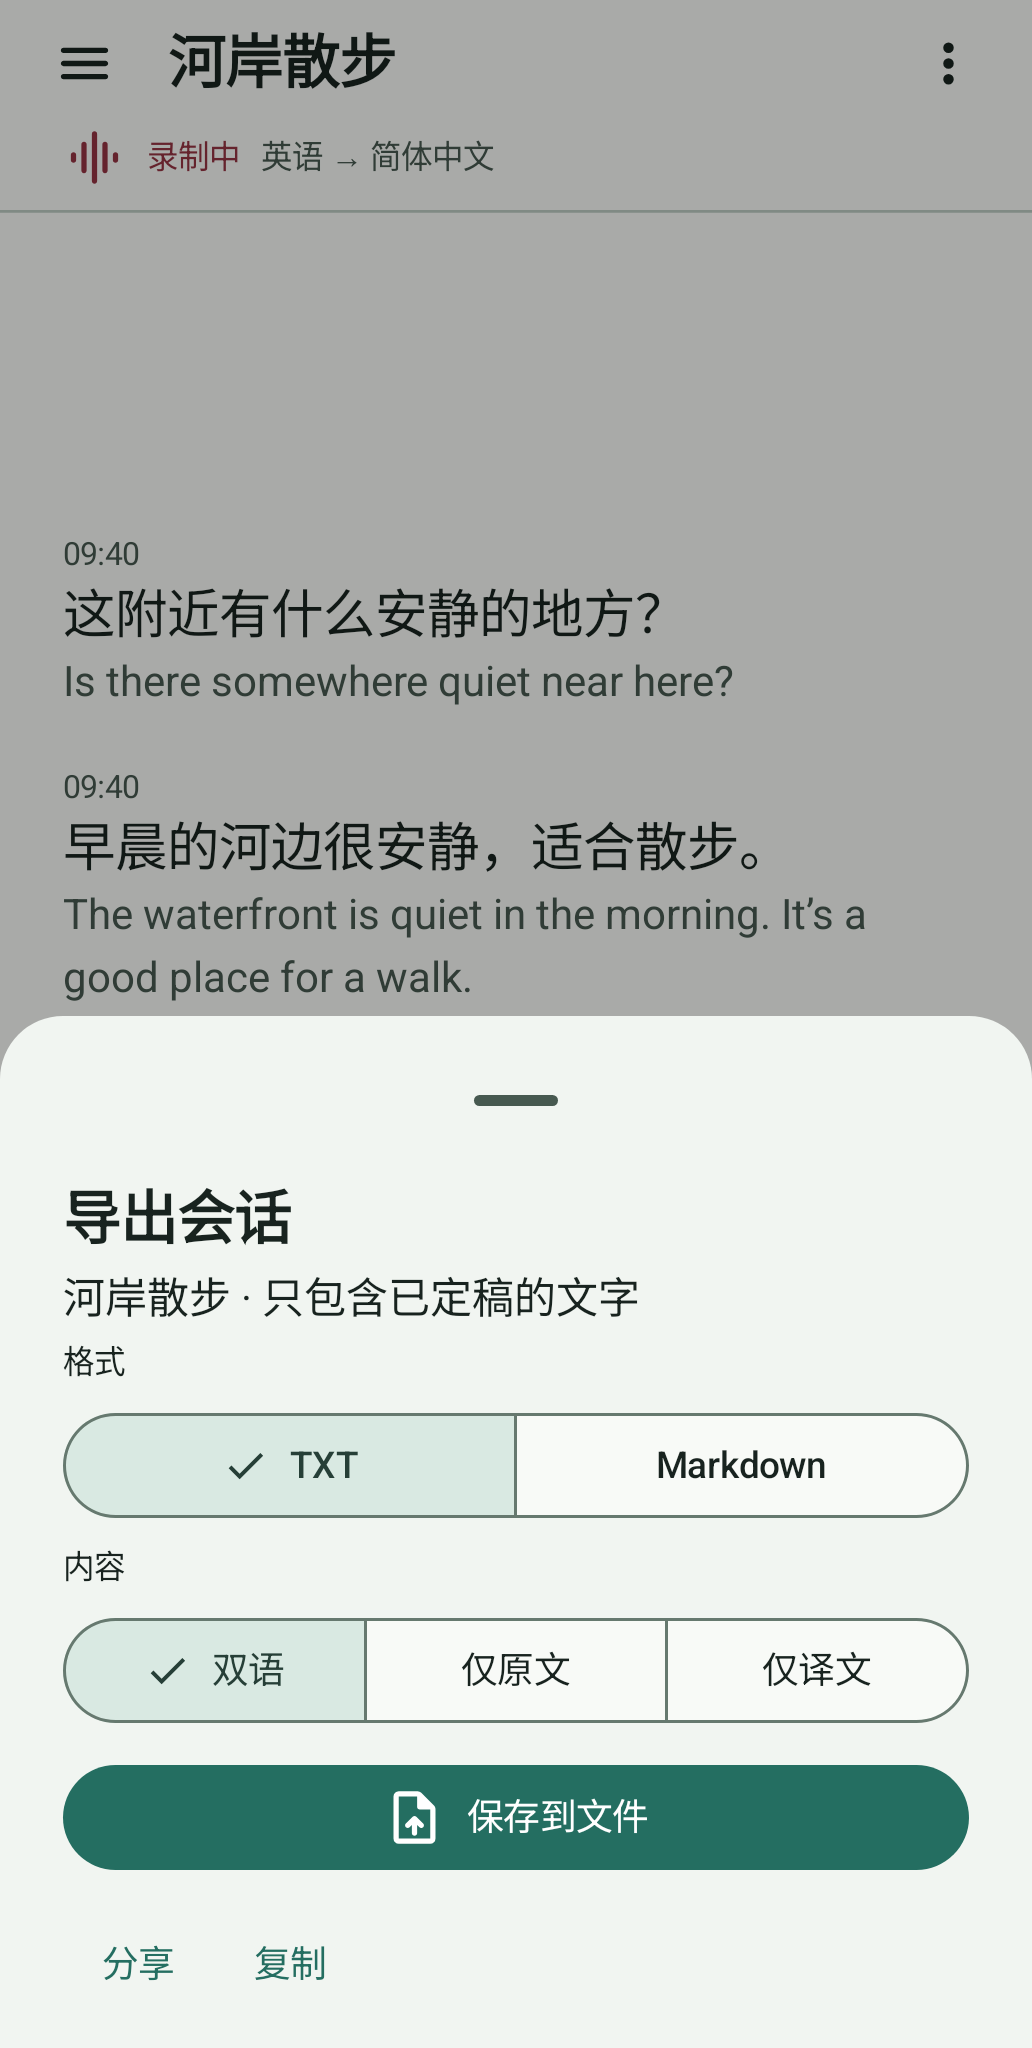 河岸散步
录制中 英语 → 简体中文
09:40
这附近有什么安静的地方?
Is there somewhere quiet near here?
09:40
早晨的河边很安静，适合散步。
The waterfront is quiet in the morning. It’s a
good place for a walk.
导出会话
河岸散步 · 只包含已定稿的文字
格式
TXT
Markdown
内容
双语
仅原文
仅译文
保存到文件
分享
复制